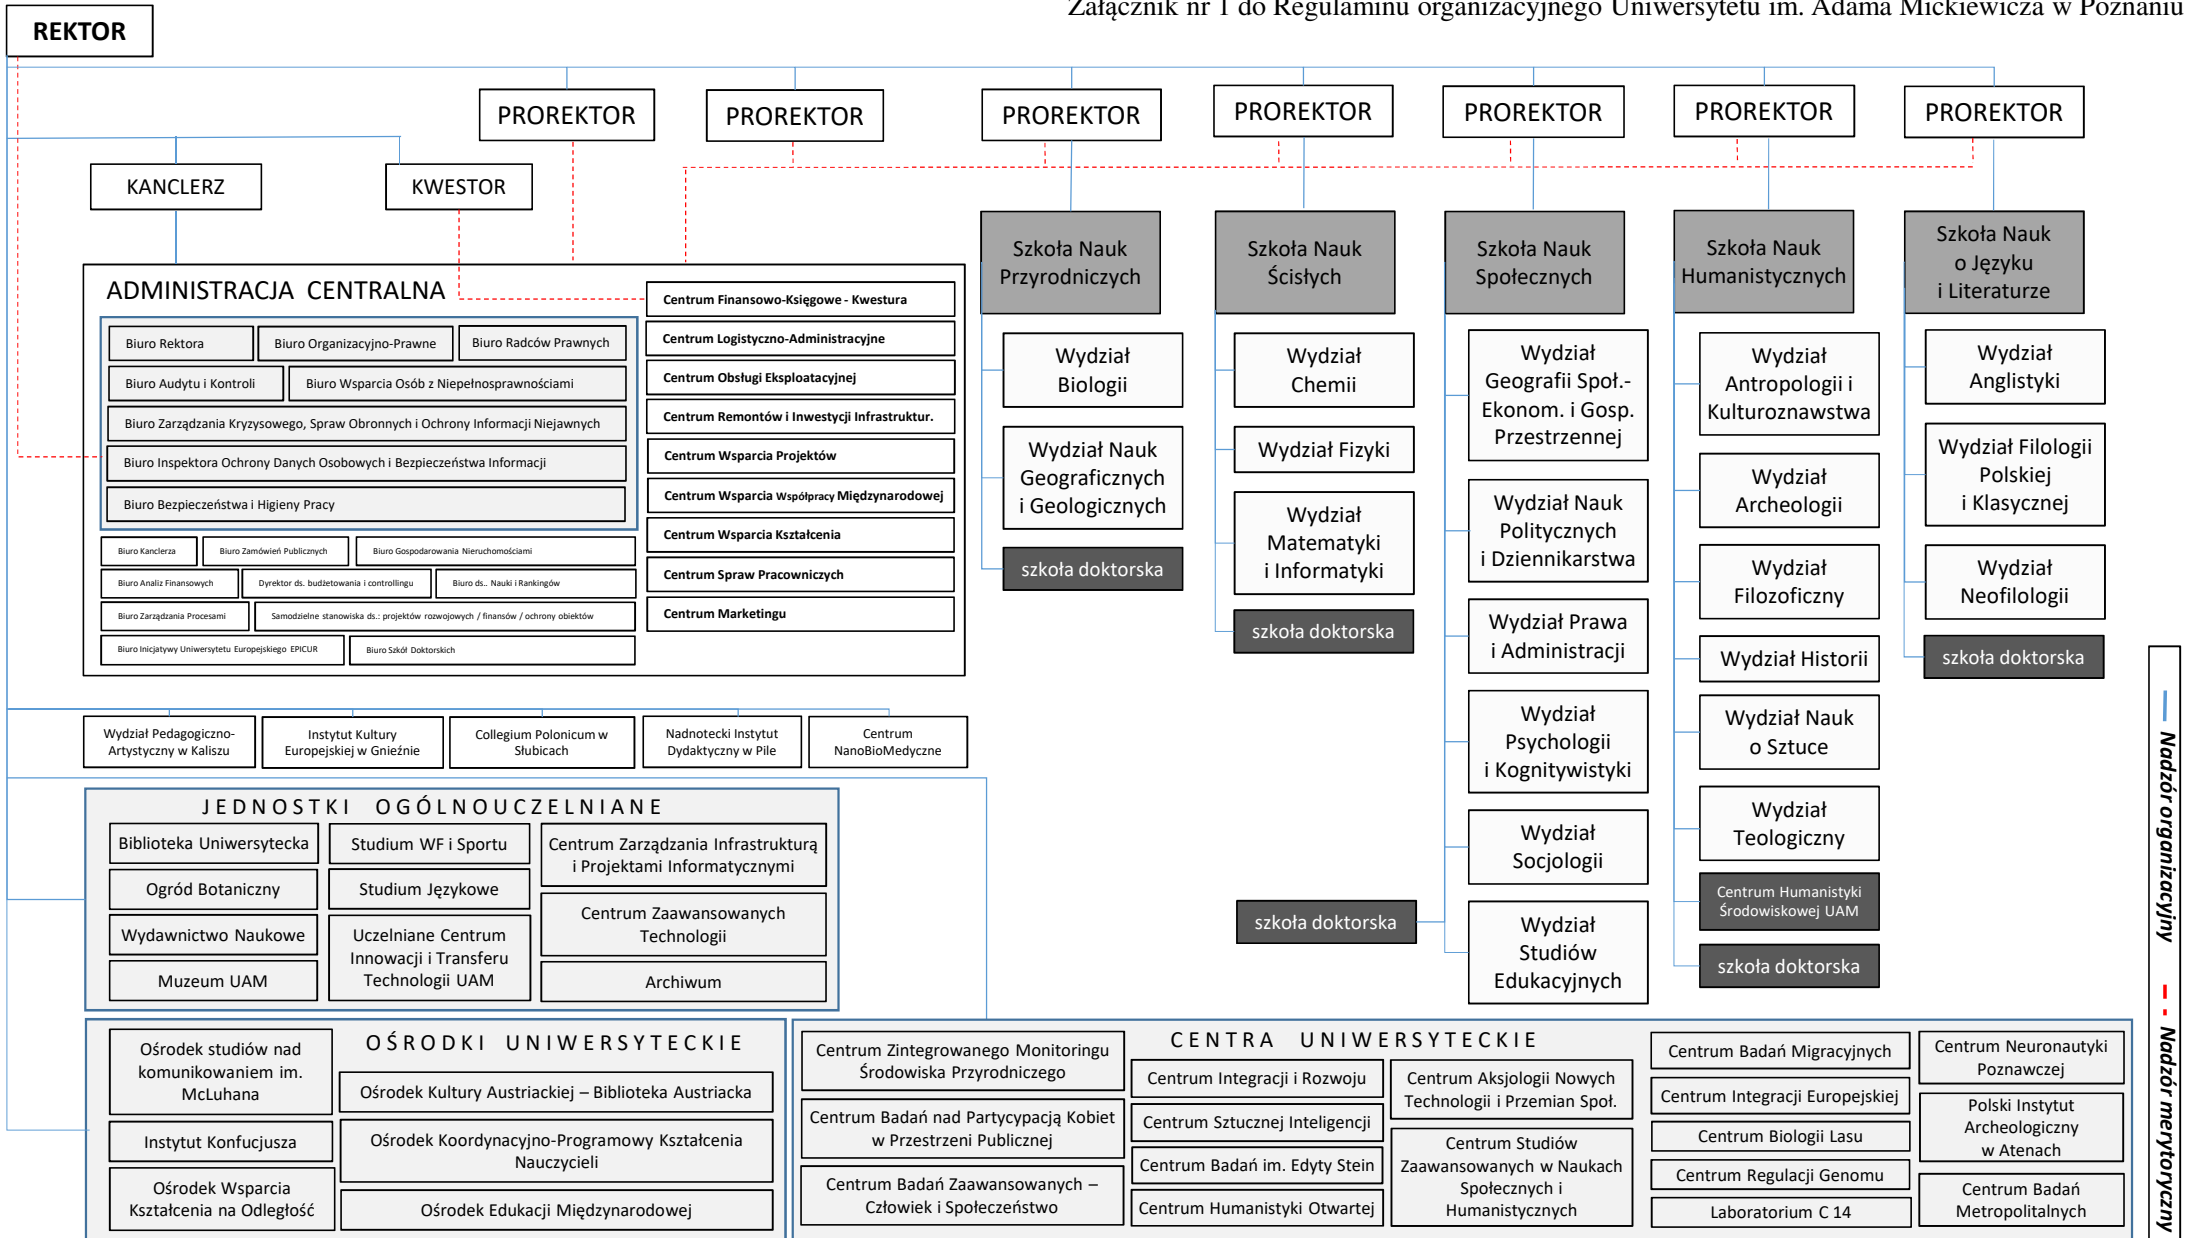 Załącznik nr 1 do Regulaminu organizacyjnego Uniwersytetu im. Adama Mickiewicza w Poznaniu
REKTOR
PROREKTOR
PROREKTOR
PROREKTOR
PROREKTOR
PROREKTOR
PROREKTOR
PROREKTOR
KANCLERZ
KWESTOR
ADMINISTRACJA CENTRALNA
Biuro Rektora
Biuro Organizacyjno-Prawne
Biuro Radców Prawnych
Biuro Audytu i Kontroli
Biuro Wsparcia Osób z Niepełnosprawnościami
Biuro Zarządzania Kryzysowego, Spraw Obronnych i Ochrony Informacji Niejawnych
Biuro Inspektora Ochrony Danych Osobowych i Bezpieczeństwa Informacji
Biuro Bezpieczeństwa i Higieny Pracy
Biuro Kanclerza
Biuro Zamówień Publicznych
Biuro Gospodarowania Nieruchomościami
Biuro Analiz Finansowych
Dyrektor ds. budżetowania i controllingu
Biuro ds.. Nauki i Rankingów
Biuro Zarządzania Procesami
Samodzielne stanowiska ds.: projektów rozwojowych / finansów / ochrony obiektów
Biuro Inicjatywy Uniwersytetu Europejskiego EPICUR
Biuro Szkół Doktorskich
Centrum Finansowo-Księgowe - Kwestura
Centrum Logistyczno-Administracyjne
Centrum Obsługi Eksploatacyjnej
Centrum Remontów i Inwestycji Infrastruktur.
Centrum Wsparcia Projektów
Centrum Wsparcia Współpracy Międzynarodowej
Centrum Wsparcia Kształcenia
Centrum Spraw Pracowniczych
Centrum Marketingu
Szkoła Nauk
Przyrodniczych
Wydział
Biologii
Wydział Nauk
Geograficznych
i Geologicznych
szkoła doktorska
Szkoła Nauk
Ścisłych
Wydział
Chemii
Wydział Fizyki
Wydział
Matematyki
i Informatyki
szkoła doktorska
Szkoła Nauk
Społecznych
Wydział
Geografii Społ.-
Ekonom. i Gosp.
Przestrzennej
Wydział Nauk
Politycznych
i Dziennikarstwa
Wydział Prawa
i Administracji
Wydział
Psychologii
i Kognitywistyki
Wydział
Socjologii
szkoła doktorska
Wydział
Studiów
Edukacyjnych
Szkoła Nauk
Humanistycznych
Wydział
Antropologii i
Kulturoznawstwa
Wydział
Archeologii
Wydział
Filozoficzny
Wydział Historii
Wydział Nauk
o Sztuce
Wydział
Teologiczny
Centrum Humanistyki
Środowiskowej UAM
szkoła doktorska
Szkoła Nauk
o Języku
i Literaturze
Wydział
Anglistyki
Wydział Filologii
Polskiej
i Klasycznej
Wydział
Neofilologii
szkoła doktorska
Wydział Pedagogiczno-
Artystyczny w Kaliszu
Instytut Kultury
Europejskiej w Gnieźnie
Collegium Polonicum w
Słubicach
Nadnotecki Instytut
Dydaktyczny w Pile
Centrum
NanoBioMedyczne
JEDNOSTKI OGÓLNOUCZELNIANE
Biblioteka Uniwersytecka
Ogród Botaniczny
Wydawnictwo Naukowe
Muzeum UAM
Studium WF i Sportu
Studium Językowe
Uczelniane Centrum
Innowacji i Transferu
Technologii UAM
Centrum Zarządzania Infrastrukturą
i Projektami Informatycznymi
Centrum Zaawansowanych
Technologii
Archiwum
OŚRODKI UNIWERSYTECKIE
Ośrodek studiów nad
komunikowaniem im.
McLuhana
Instytut Konfucjusza
Ośrodek Wsparcia
Kształcenia na Odległość
Ośrodek Kultury Austriackiej – Biblioteka Austriacka
Ośrodek Koordynacyjno-Programowy Kształcenia
Nauczycieli
Ośrodek Edukacji Międzynarodowej
CENTRA UNIWERSYTECKIE
Centrum Zintegrowanego Monitoringu
Środowiska Przyrodniczego
Centrum Badań nad Partycypacją Kobiet
w Przestrzeni Publicznej
Centrum Badań Zaawansowanych –
Człowiek i Społeczeństwo
Centrum Integracji i Rozwoju
Centrum Sztucznej Inteligencji
Centrum Badań im. Edyty Stein
Centrum Humanistyki Otwartej
Centrum Aksjologii Nowych
Technologii i Przemian Społ.
Centrum Studiów
Zaawansowanych w Naukach
Społecznych i
Humanistycznych
Centrum Badań Migracyjnych
Centrum Integracji Europejskiej
Centrum Biologii Lasu
Centrum Regulacji Genomu
Laboratorium C 14
Centrum Neuronautyki
Poznawczej
Polski Instytut
Archeologiczny
w Atenach
Centrum Badań
Metropolitalnych
Nadzór organizacyjny
Nadzór merytoryczny